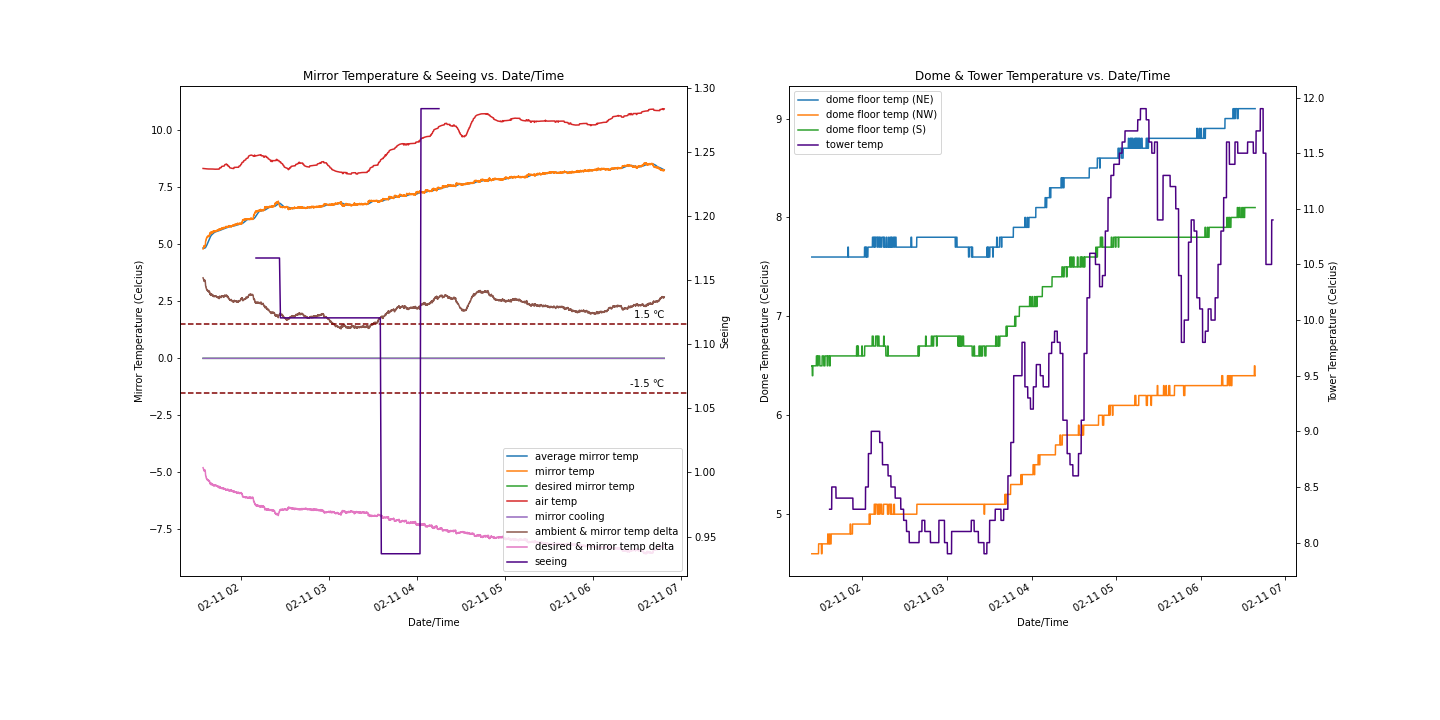 Mirror Temperature & Seeing vs. Date/Time
Mirror Temperature (Celcius)
10.0
7.5
5.0
2.5
0.0
−2.5
−5.0
−7.5
1.5 °C
-1.5 °C
average mirror temp
mirror temp
desired mirror temp
air temp
mirror cooling
ambient & mirror temp delta
desired & mirror temp delta
seeing
1.30
1.25
1.20
1.15
1.10
1.05
1.00
0.95
Seeing
02-11 02
02-11 03
02-11 04
02-11 05
02-11 06
02-11 07
Date/Time
Dome & Tower Temperature vs. Date/Time
Dome Temperature (Celcius)
9
8
7
6
5
dome floor temp (NE)
dome floor temp (NW)
dome floor temp (S)
tower temp
12.0
11.5
11.0
10.5
10.0
9.5
9.0
8.5
8.0
Tower Temperature (Celcius)
02-11 02
02-11 03
02-11 04
02-11 05
02-11 06
02-11 07
Date/Time